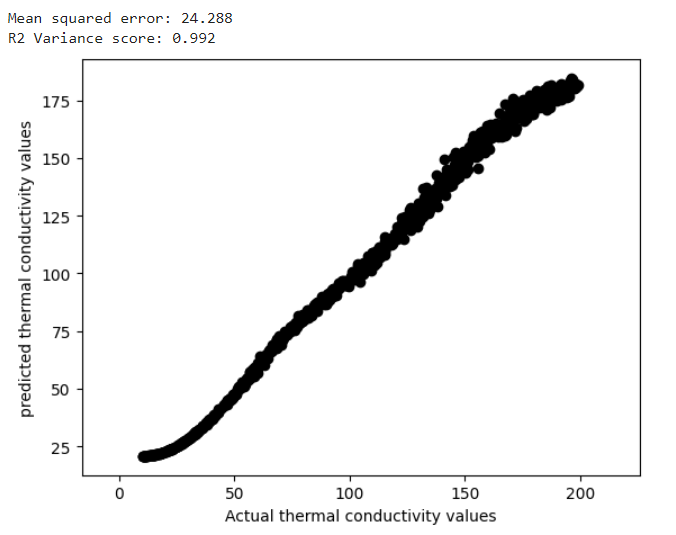 Mean squared error: 24.288
R2 Variance score: 0.992
175
150
125
100
75
50
25
predicted thermal conductivity values
0 50 100 150 200
Actual thermal conductivity values